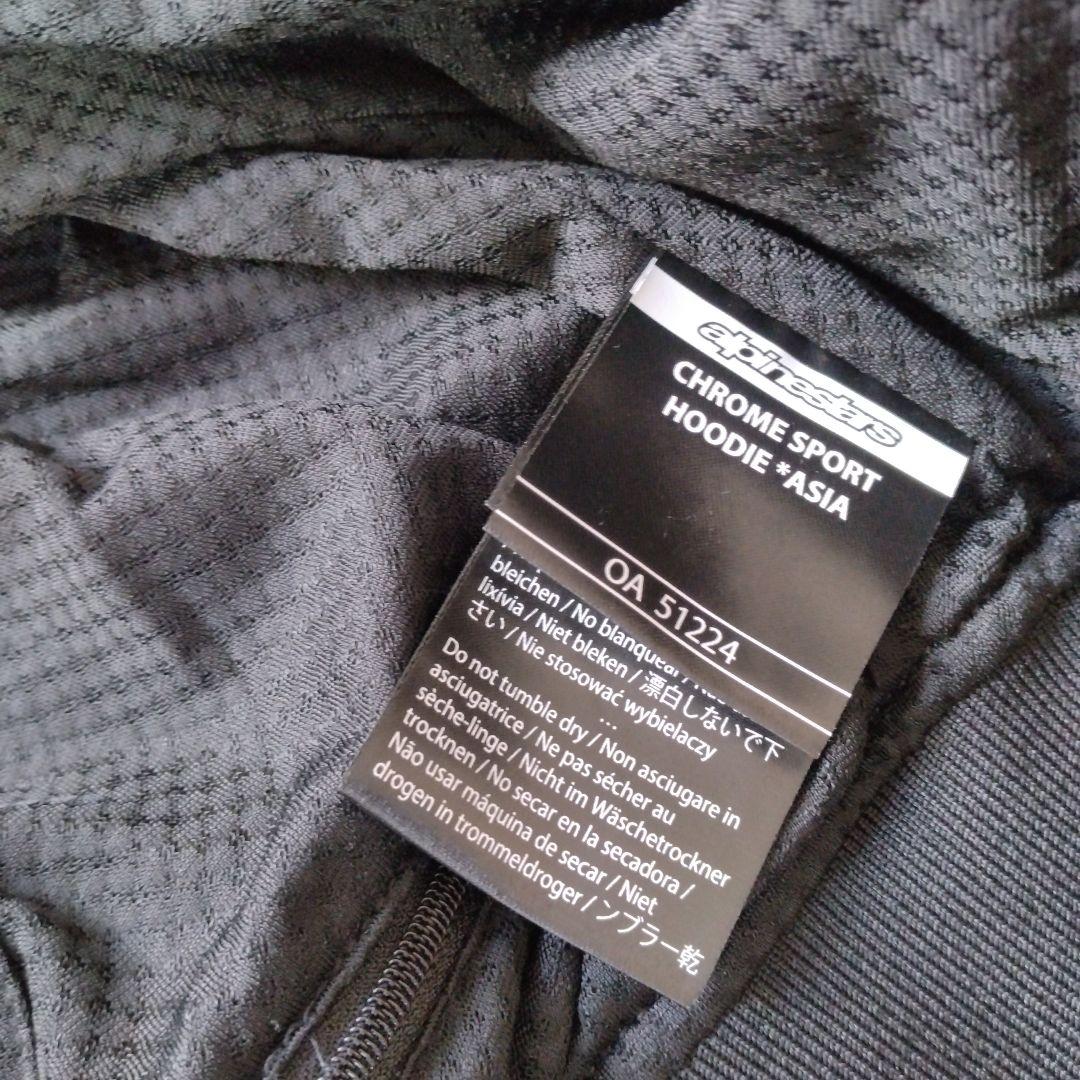 alpinestars
CHROME SPORT
HOODIE *ASIA
OA 51224
bleichen / No blanquear /
lixívia / Niet bleken / 漂白しないで下
さい / Nie stosować wybielaczy
...
Do not tumble dry / Non asciugare in
asciugatrice / Ne pas sécher au
sèche-linge / Nicht im Wäschetrockner
trocknen / No secar en la secadora /
Não usar máquina de secar / Niet
drogen in trommeldroger / ンブラー乾